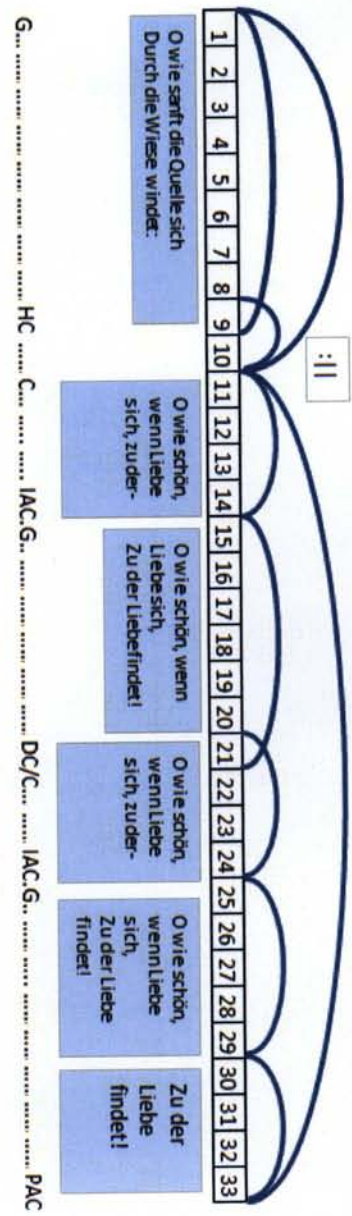 :||
1 2 3 4 5 6 7 8 9 10 11 12 13 14 15 16 17 18 19 20 21 22 23 24 25 26 27 28 29 30 31 32 33
O wie sanft die Quelle sich
Durch die Wiese windet:
O wie schön,
wenn Liebe
sich, zu der-
O wie schön, wenn
Liebe sich,
Zu der Liebe findet!
O wie schön,
wenn Liebe
sich, zu der-
O wie schön,
wenn Liebe
sich,
Zu der Liebe
findet!
Zu der
Liebe
findet!
G... ...... ...... ...... ...... ...... ...... HC ...... C.... ...... ..... IAC.G.. ...... ...... ...... ...... DC/C.... ...... IAC.G.. ...... ...... ...... ...... ...... ...... PAC